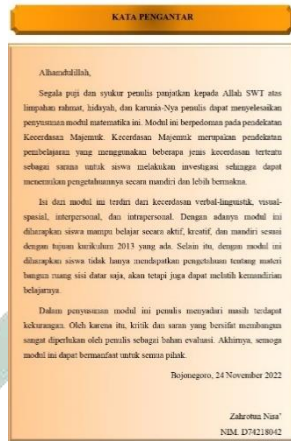 KATA PENGANTAR
Alhamdulillah,
Segala puji dan syukur penulis panjatkan kepada Allah SWT atas
limpahan rahmat, hidayah, dan karunia-Nya penulis dapat menyelesaikan
penyusunan modul matematika ini. Modul ini berpedoman pada pendekatan
Kecerdasan Majemuk. Kecerdasan Majemuk merupakan pendekatan
pembelajaran yang menggunakan beberapa jenis kecerdasan tertentu
sebagai sarana untuk siswa melakukan investigasi sehingga dapat
menemukan pengetahuannya secara mandiri dan lebih bermakna.
Isi dari modul ini terdiri dari kecerdasan verbal-linguistik, visual-
spasial, interpersonal, dan intrapersonal. Dengan adanya modul ini
diharapkan siswa mampu belajar secara aktif, kreatif, dan mandiri sesuai
dengan tujuan kurikulum 2013 yang ada. Selain itu, dengan modul ini
diharapkan siswa tidak hanya mendapatkan pengetahuan tentang materi
bangun ruang sisi datar saja, akan tetapi juga dapat melatih kemandirian
belajarnya.
Dalam penyusunan modul ini penulis menyadari masih terdapat
kekurangan. Oleh karena itu, kritik dan saran yang bersifat membangun
sangat diperlukan oleh penulis sebagai bahan evaluasi. Akhirnya, semoga
modul ini dapat bermanfaat untuk semua pihak.
Bojonegoro, 24 November 2022
Zahrotun Nisa'
NIM. D74218042